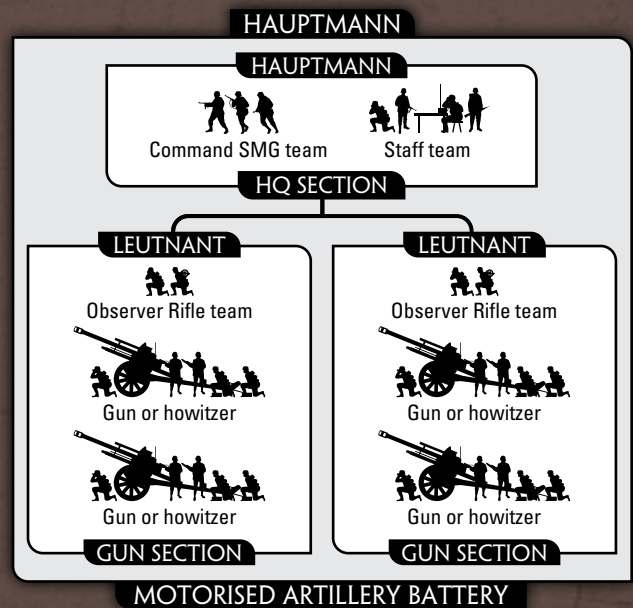 HAUPTMANN
HAUPTMANN
Command SMG team
Staff team
HQ SECTION
LEUTNANT
Observer Rifle team
Gun or howitzer
Gun or howitzer
GUN SECTION
LEUTNANT
Observer Rifle team
Gun or howitzer
Gun or howitzer
GUN SECTION
MOTORISED ARTILLERY BATTERY